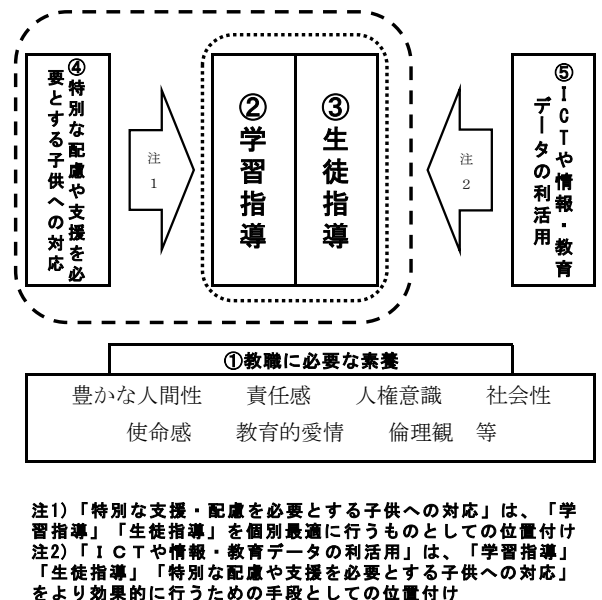 ④特別な配慮や支援を必
要とする子供への対応
注
1
②学習指導
③生徒指導
注
2
⑤ICTや情報・教育
データの利活用
①教職に必要な素養
豊かな人間性 責任感 人権意識 社会性
使命感 教育的愛情 倫理観 等
注1)「特別な支援・配慮を必要とする子供への対応」は、「学
習指導」「生徒指導」を個別最適に行うものとしての位置付け
注2)「ICTや情報・教育データの利活用」は、「学習指導」
「生徒指導」「特別な配慮や支援を必要とする子供への対応」
をより効果的に行うための手段としての位置付け